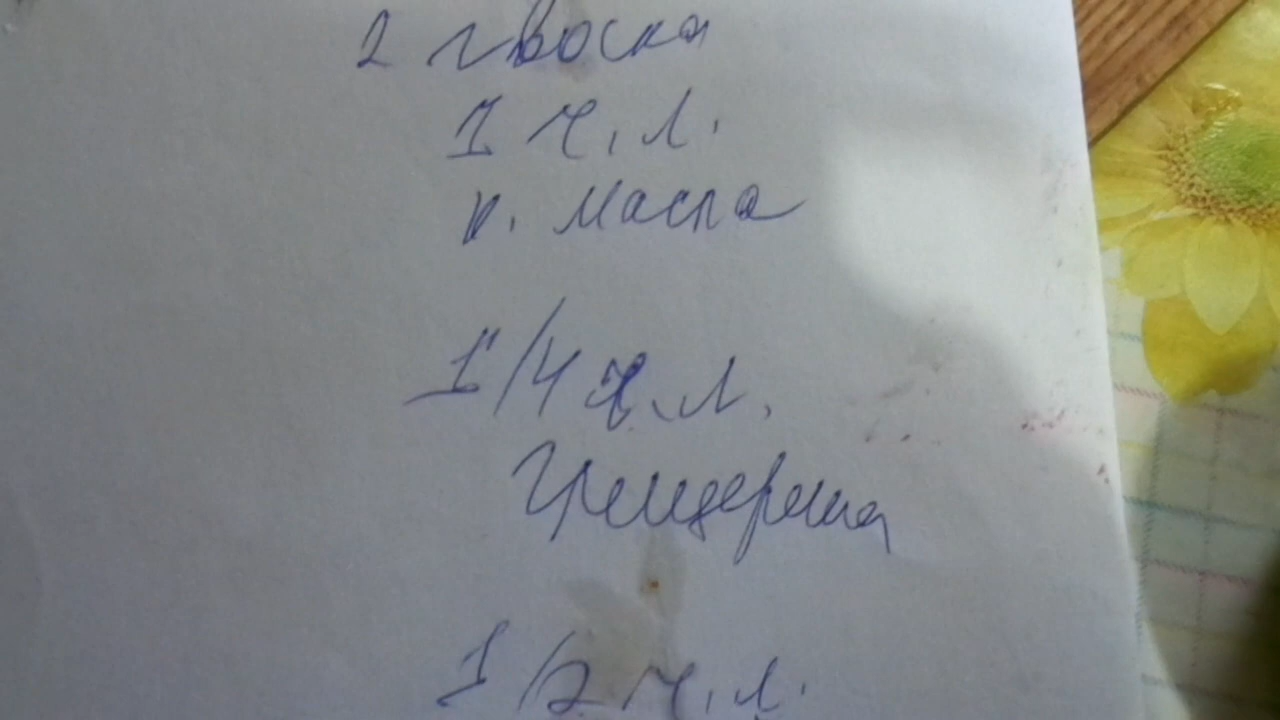 2 г воска
1 ч. л.
к. масла
1/4 ч. л.
Глицерина
1/2 ч. л.